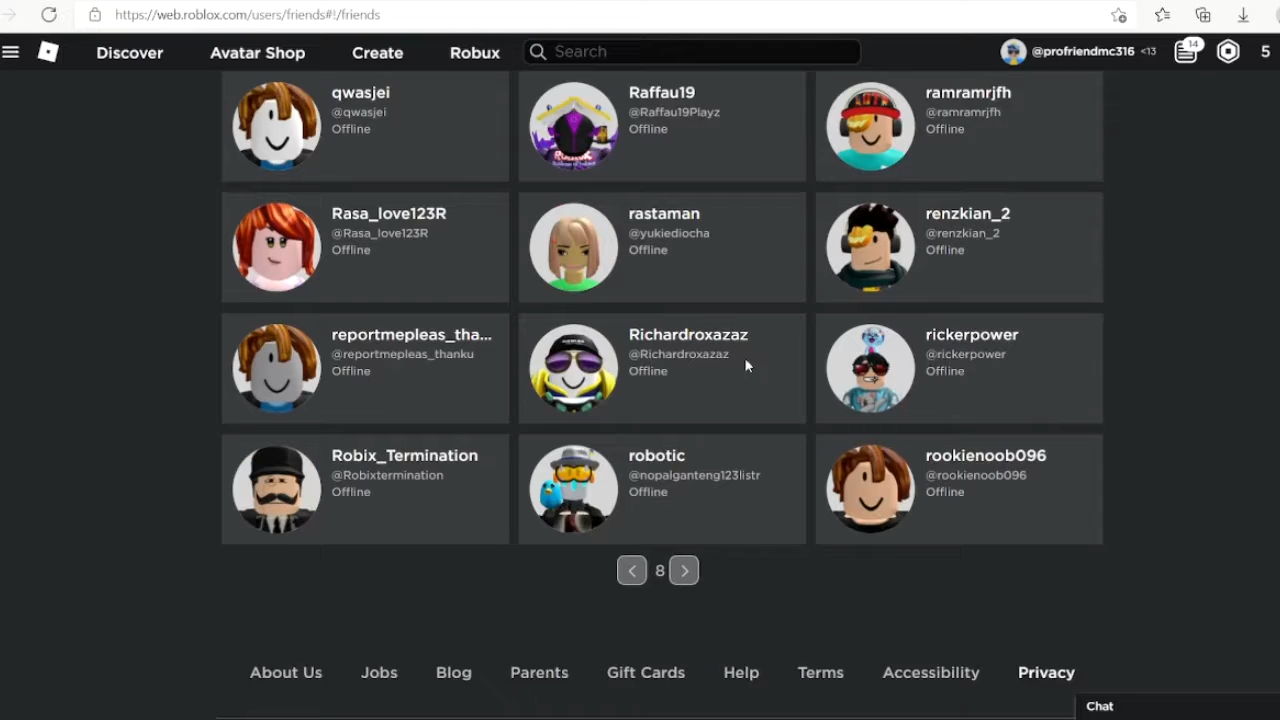 https://web.roblox.com/users/friends#!/friends
Discover Avatar Shop Create Robux Search @profriendmc316 <13 14 5
qwasjei
@qwasjei
Offline
Raffau19
@Raffau19Playz
Offline
ramramrjfh
@ramramrjfh
Offline
Rasa_love123R
@Rasa_love123R
Offline
rastaman
@yukiediocha
Offline
renzkian_2
@renzkian_2
Offline
reportmepleas_tha...
@reportmepleas_thanku
Offline
Richardroxazaz
@Richardroxazaz
Offline
rickerpower
@rickerpower
Offline
Robix_Termination
@Robixtermination
Offline
robotic
@nopalganteng123listr
Offline
rookienoob096
@rookienoob096
Offline
< 8 >
About Us Jobs Blog Parents Gift Cards Help Terms Accessibility Privacy
Chat